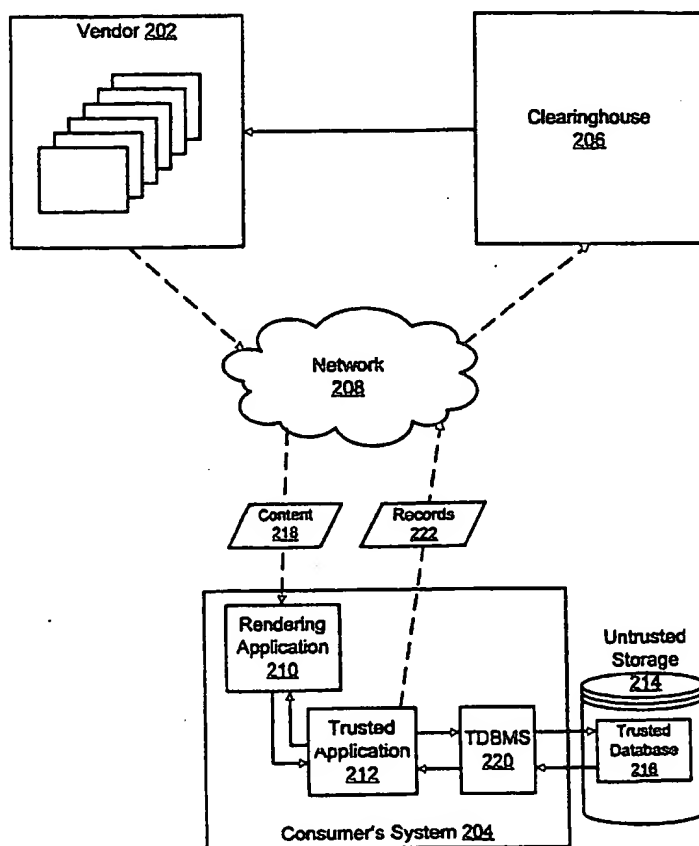 Vendor 202
Clearinghouse
206
Network
208
Content
218
Records
222
Rendering
Application
210
Untrusted
Storage
214
Trusted
Application
212
TDBMS
220
Trusted
Database
216
Consumer's System 204